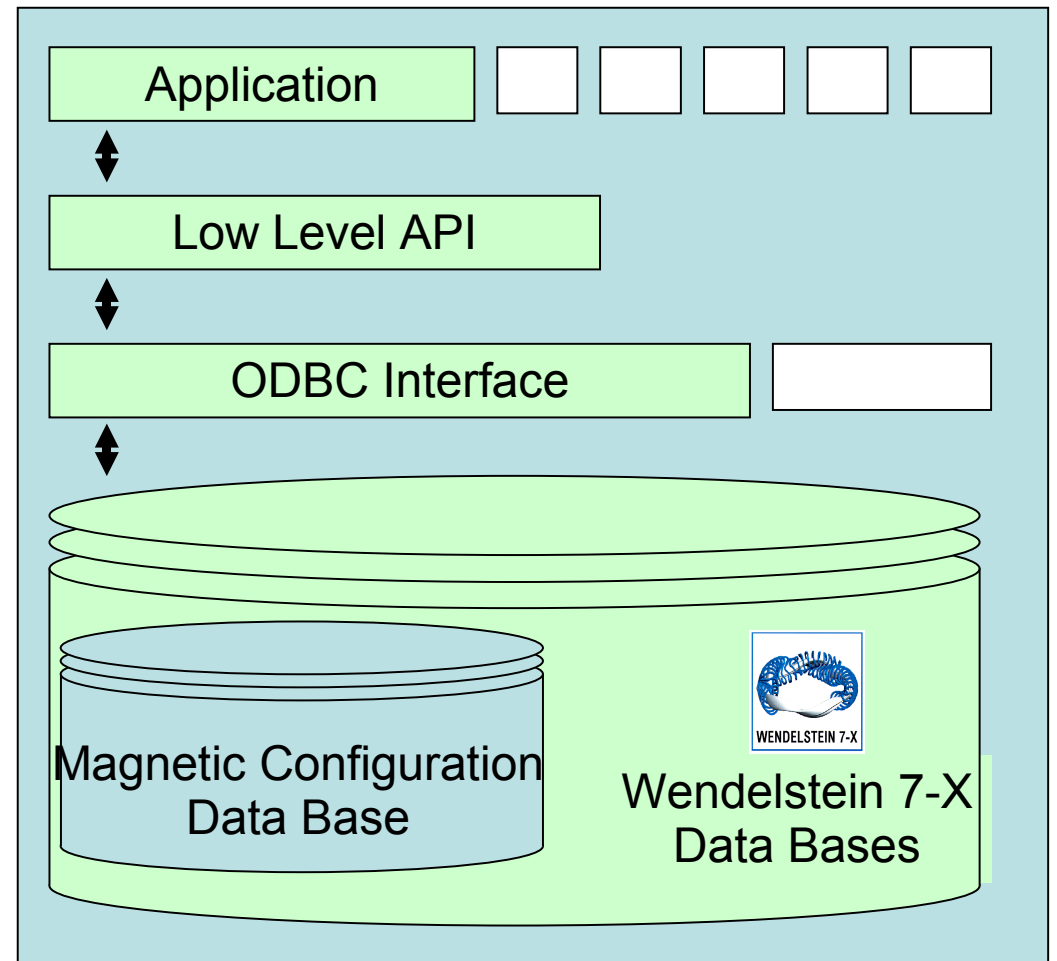 Application
Low Level API
ODBC Interface
WENDELSTEIN 7-X
Magnetic Configuration
Data Base
Wendelstein 7-X
Data Bases